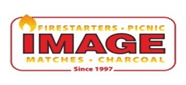 FIRESTARTERS · PICNIC
IMAGE
MATCHES · CHARCOAL
Since 1997